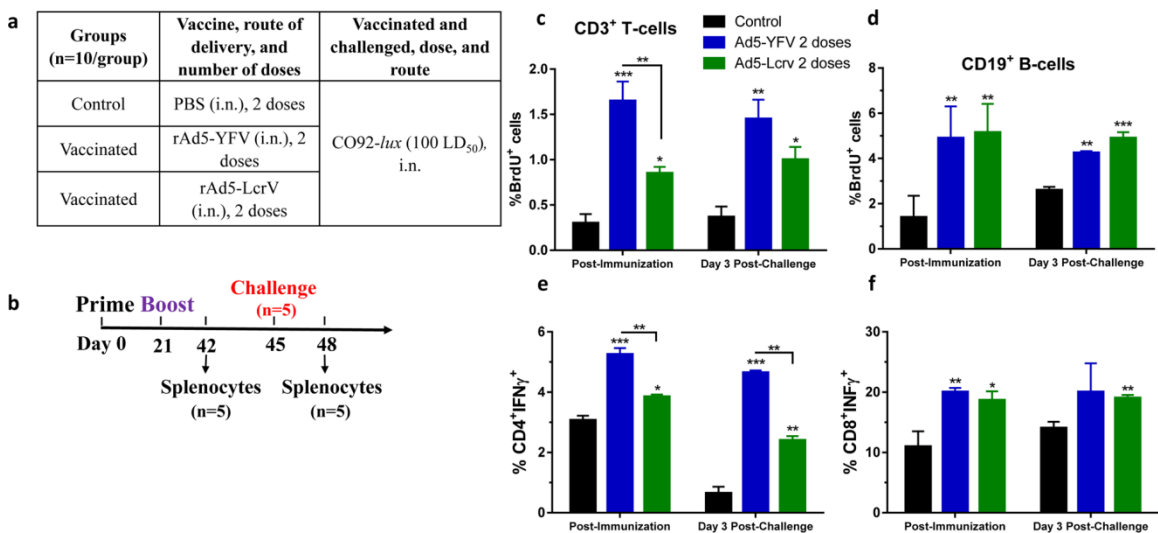 a
Groups
(n=10/group)
Vaccine, route of
delivery, and
number of doses
Vaccinated and
challenged, dose, and
route
Control
PBS (i.n.), 2 doses
CO92-lux (100 LD50),
i.n.
Vaccinated
rAd5-YFV (i.n.), 2
doses
Vaccinated
rAd5-LcrV
(i.n.), 2 doses
b
Prime Boost
Challenge
(n=5)
Day 0
21
42
45
48
Splenocytes
(n=5)
Splenocytes
(n=5)
c
CD3+ T-cells
Control
Ad5-YFV 2 doses
Ad5-Lcrv 2 doses
%BrdU+ cells
2.0
1.5
1.0
0.5
0.0
***
**
*
**
*
Post-Immunization
Day 3 Post-Challenge
d
CD19+ B-cells
%BrdU+ cells
8
6
4
2
0
**
**
**
***
Post-Immunization
Day 3 Post-Challenge
e
% CD4+IFNγ+
6
4
2
0
***
**
*
***
**
**
Post-Immunization
Day 3 Post-Challenge
f
% CD8+INFγ+
30
20
10
0
**
*
**
Post-Immunization
Day 3 Post-Challenge